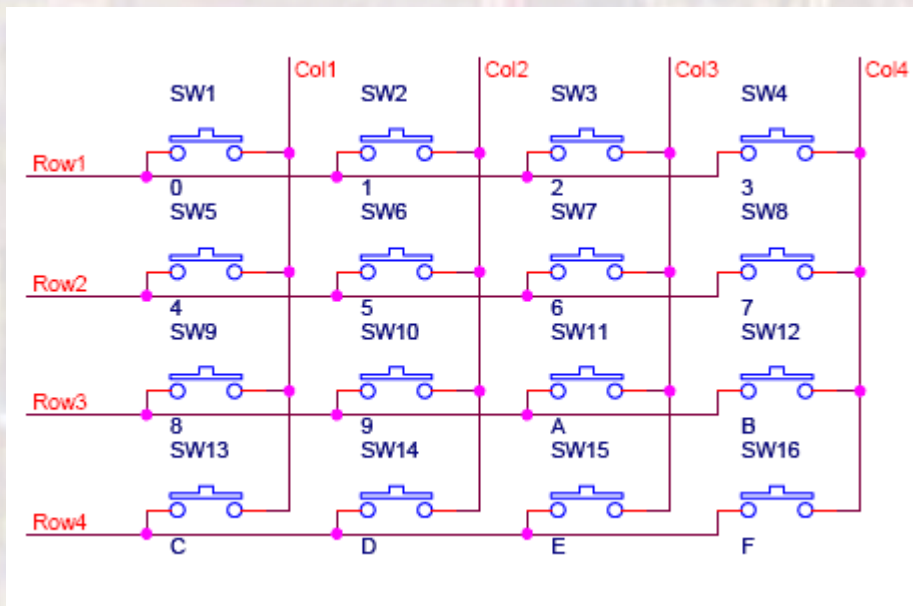 Col1 Col2 Col3 Col4
SW1 SW2 SW3 SW4
Row1
0 1 2 3
SW5 SW6 SW7 SW8
Row2
4 5 6 7
SW9 SW10 SW11 SW12
Row3
8 9 A B
SW13 SW14 SW15 SW16
Row4
C D E F